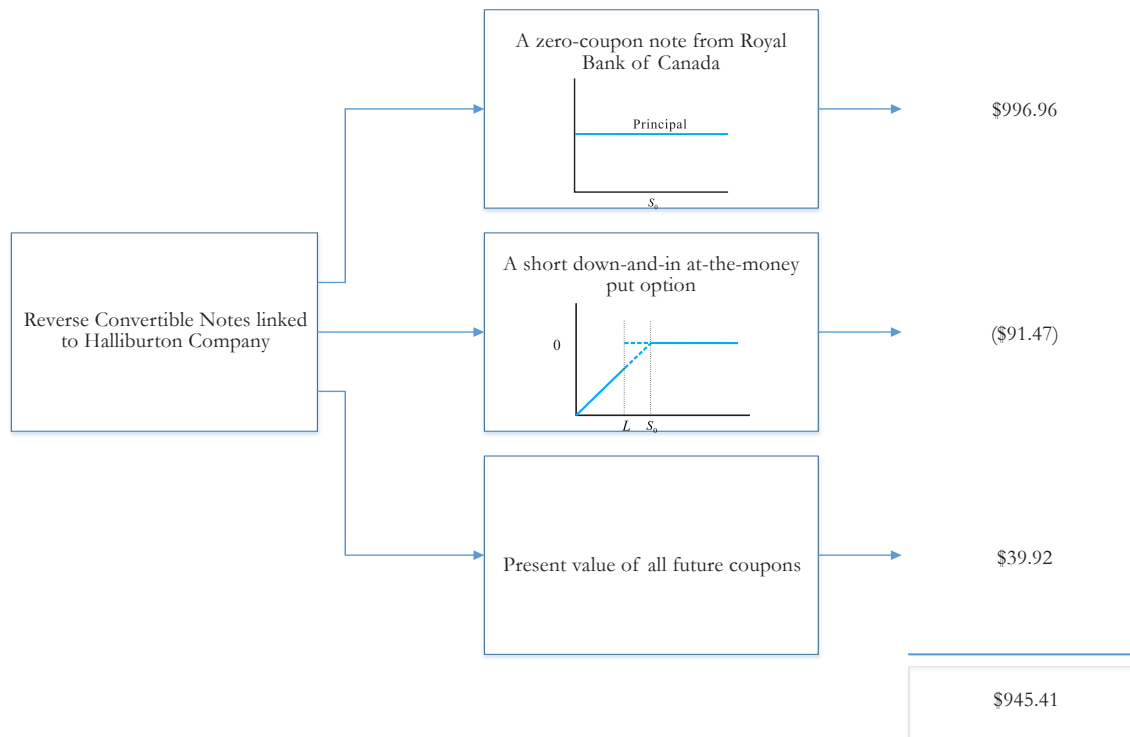 A zero-coupon note from Royal
Bank of Canada
Principal
S₀
$996.96
Reverse Convertible Notes linked
to Halliburton Company
A short down-and-in at-the-money
put option
0
L S₀
($91.47)
Present value of all future coupons
$39.92
$945.41